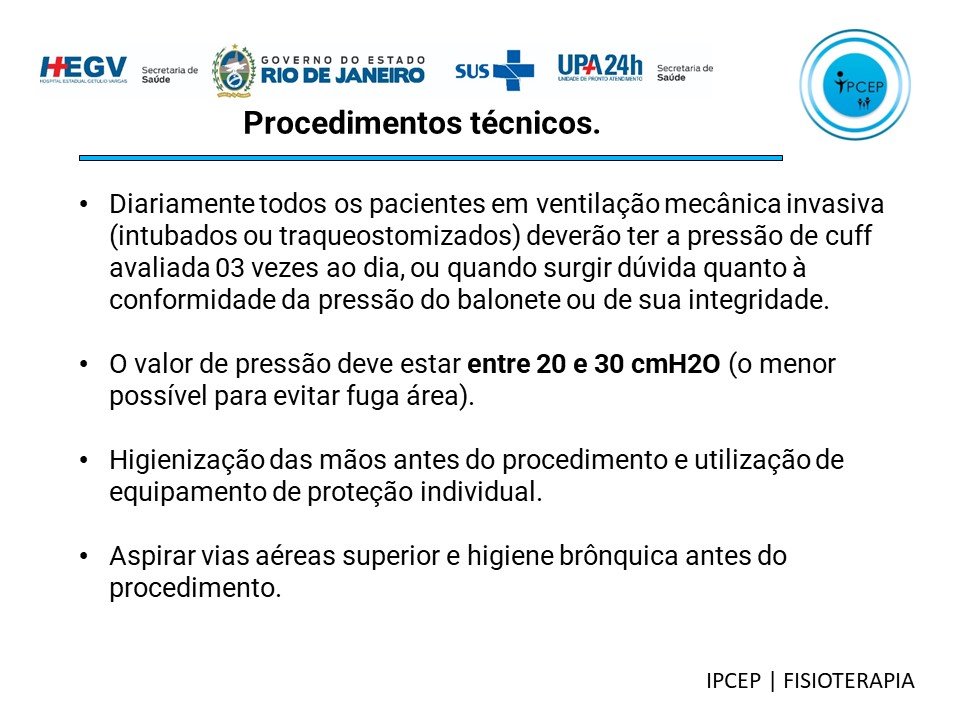 HEGV
HOSPITAL ESTADUAL GETÚLIO VARGAS
Secretaria de
Saúde
GOVERNO DO ESTADO
RIO DE JANEIRO
SUS
UPA 24h
UNIDADE DE PRONTO ATENDIMENTO
Secretaria de
Saúde
IPCEP
Procedimentos técnicos.
• Diariamente todos os pacientes em ventilação mecânica invasiva
(intubados ou traqueostomizados) deverão ter a pressão de cuff
avaliada 03 vezes ao dia, ou quando surgir dúvida quanto à
conformidade da pressão do balonete ou de sua integridade.
• O valor de pressão deve estar entre 20 e 30 cmH2O (o menor
possível para evitar fuga área).
• Higienização das mãos antes do procedimento e utilização de
equipamento de proteção individual.
• Aspirar vias aéreas superior e higiene brônquica antes do
procedimento.
IPCEP | FISIOTERAPIA